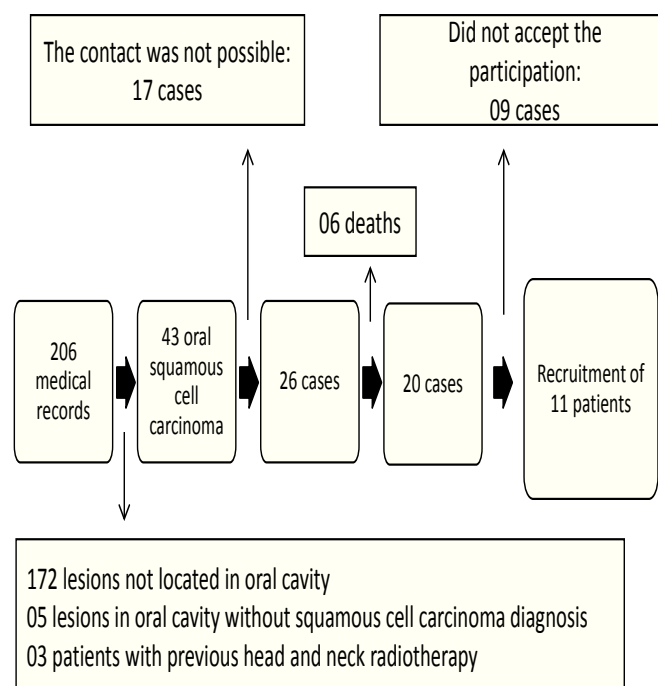 The contact was not possible:
17 cases
Did not accept the
participation:
09 cases
06 deaths
206
medical
records
43 oral
squamous
cell
carcinoma
26 cases
20 cases
Recruitment of
11 patients
172 lesions not located in oral cavity
05 lesions in oral cavity without squamous cell carcinoma diagnosis
03 patients with previous head and neck radiotherapy